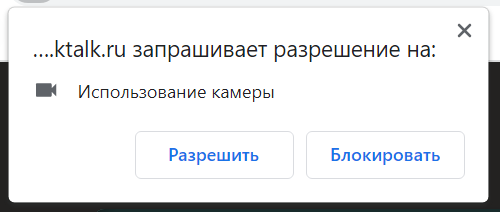 ....ktalk.ru запрашивает разрешение на:
Использование камеры
Разрешить
Блокировать